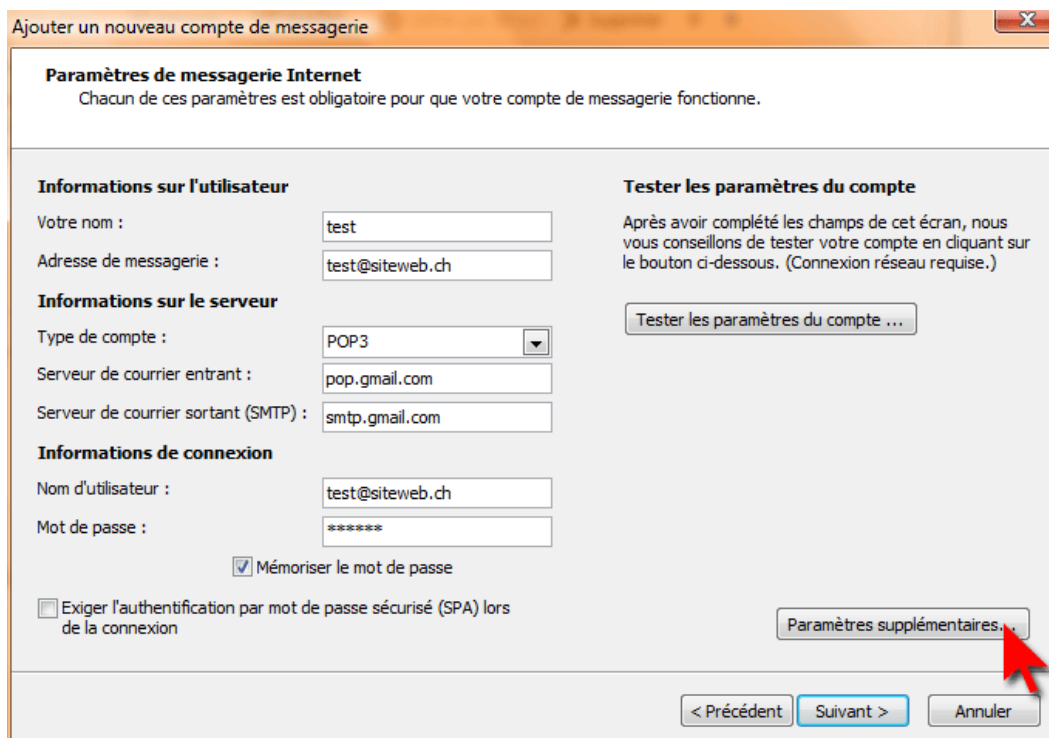 Ajouter un nouveau compte de messagerie
Paramètres de messagerie Internet
Chacun de ces paramètres est obligatoire pour que votre compte de messagerie fonctionne.
Informations sur l'utilisateur
Votre nom :
test
Adresse de messagerie :
test@siteweb.ch
Informations sur le serveur
Type de compte :
POP3
Serveur de courrier entrant :
pop.gmail.com
Serveur de courrier sortant (SMTP) :
smtp.gmail.com
Informations de connexion
Nom d'utilisateur :
test@siteweb.ch
Mot de passe :
******
Mémoriser le mot de passe
Exiger l'authentification par mot de passe sécurisé (SPA) lors
de la connexion
Tester les paramètres du compte
Après avoir complété les champs de cet écran, nous
vous conseillons de tester votre compte en cliquant sur
le bouton ci-dessous. (Connexion réseau requise.)
Tester les paramètres du compte ...
Paramètres supplémentaires...
< Précédent
Suivant >
Annuler